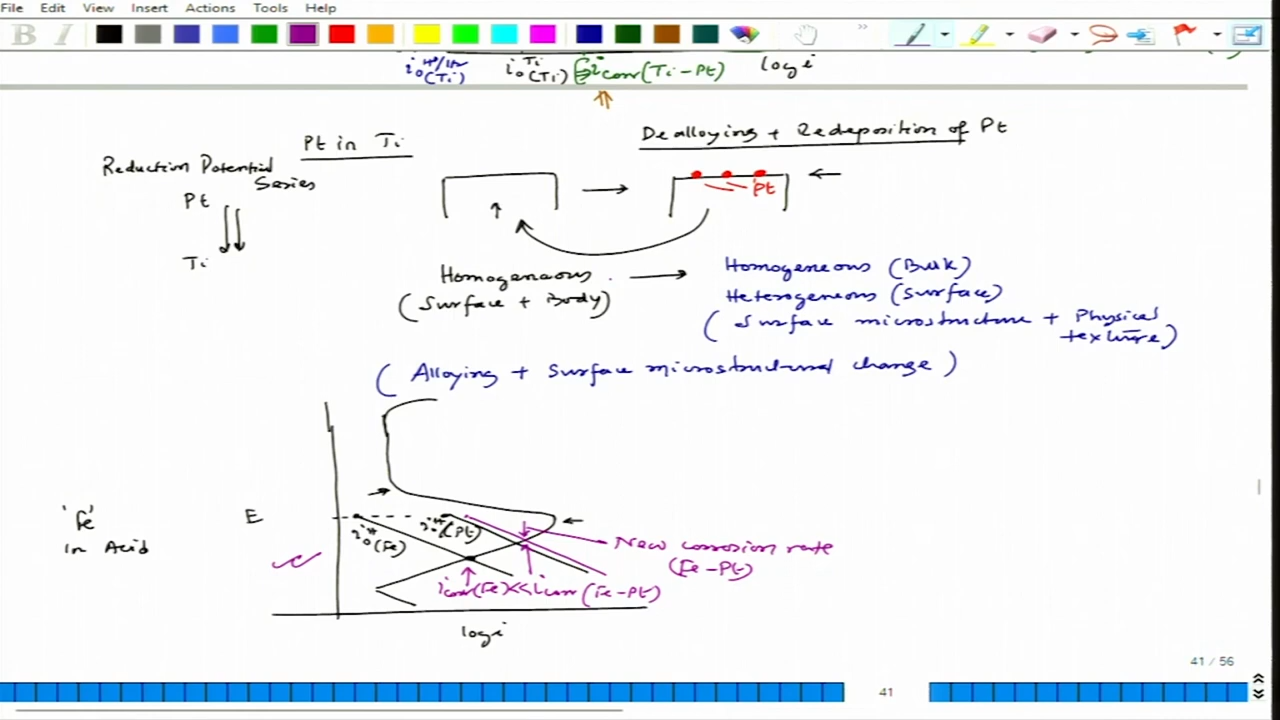 File Edit View Insert Actions Tools Help
B I
i₀(Ti) H⁺/H₂ i₀(Ti) Ti icorr(Ti-Pt) log i
Pt in Ti
Dealloying + Redeposition of Pt
Reduction Potential
Series
Pt
Ti
Pt
Homogenaous
(Surface + Body)
Homogeneous (Bulk)
Heterogeneous (Surface)
(Surface microstructure + Physical
texture)
(Alloying + Surface microstructural change)
'Fe'
in Acid
E
i₀ H⁺(Fe)
i₀ H⁺(Pt)
New corrosion rate
(Fe-Pt)
icorr(Fe)<<icorr(Fe-Pt)
log i
41 / 56
41